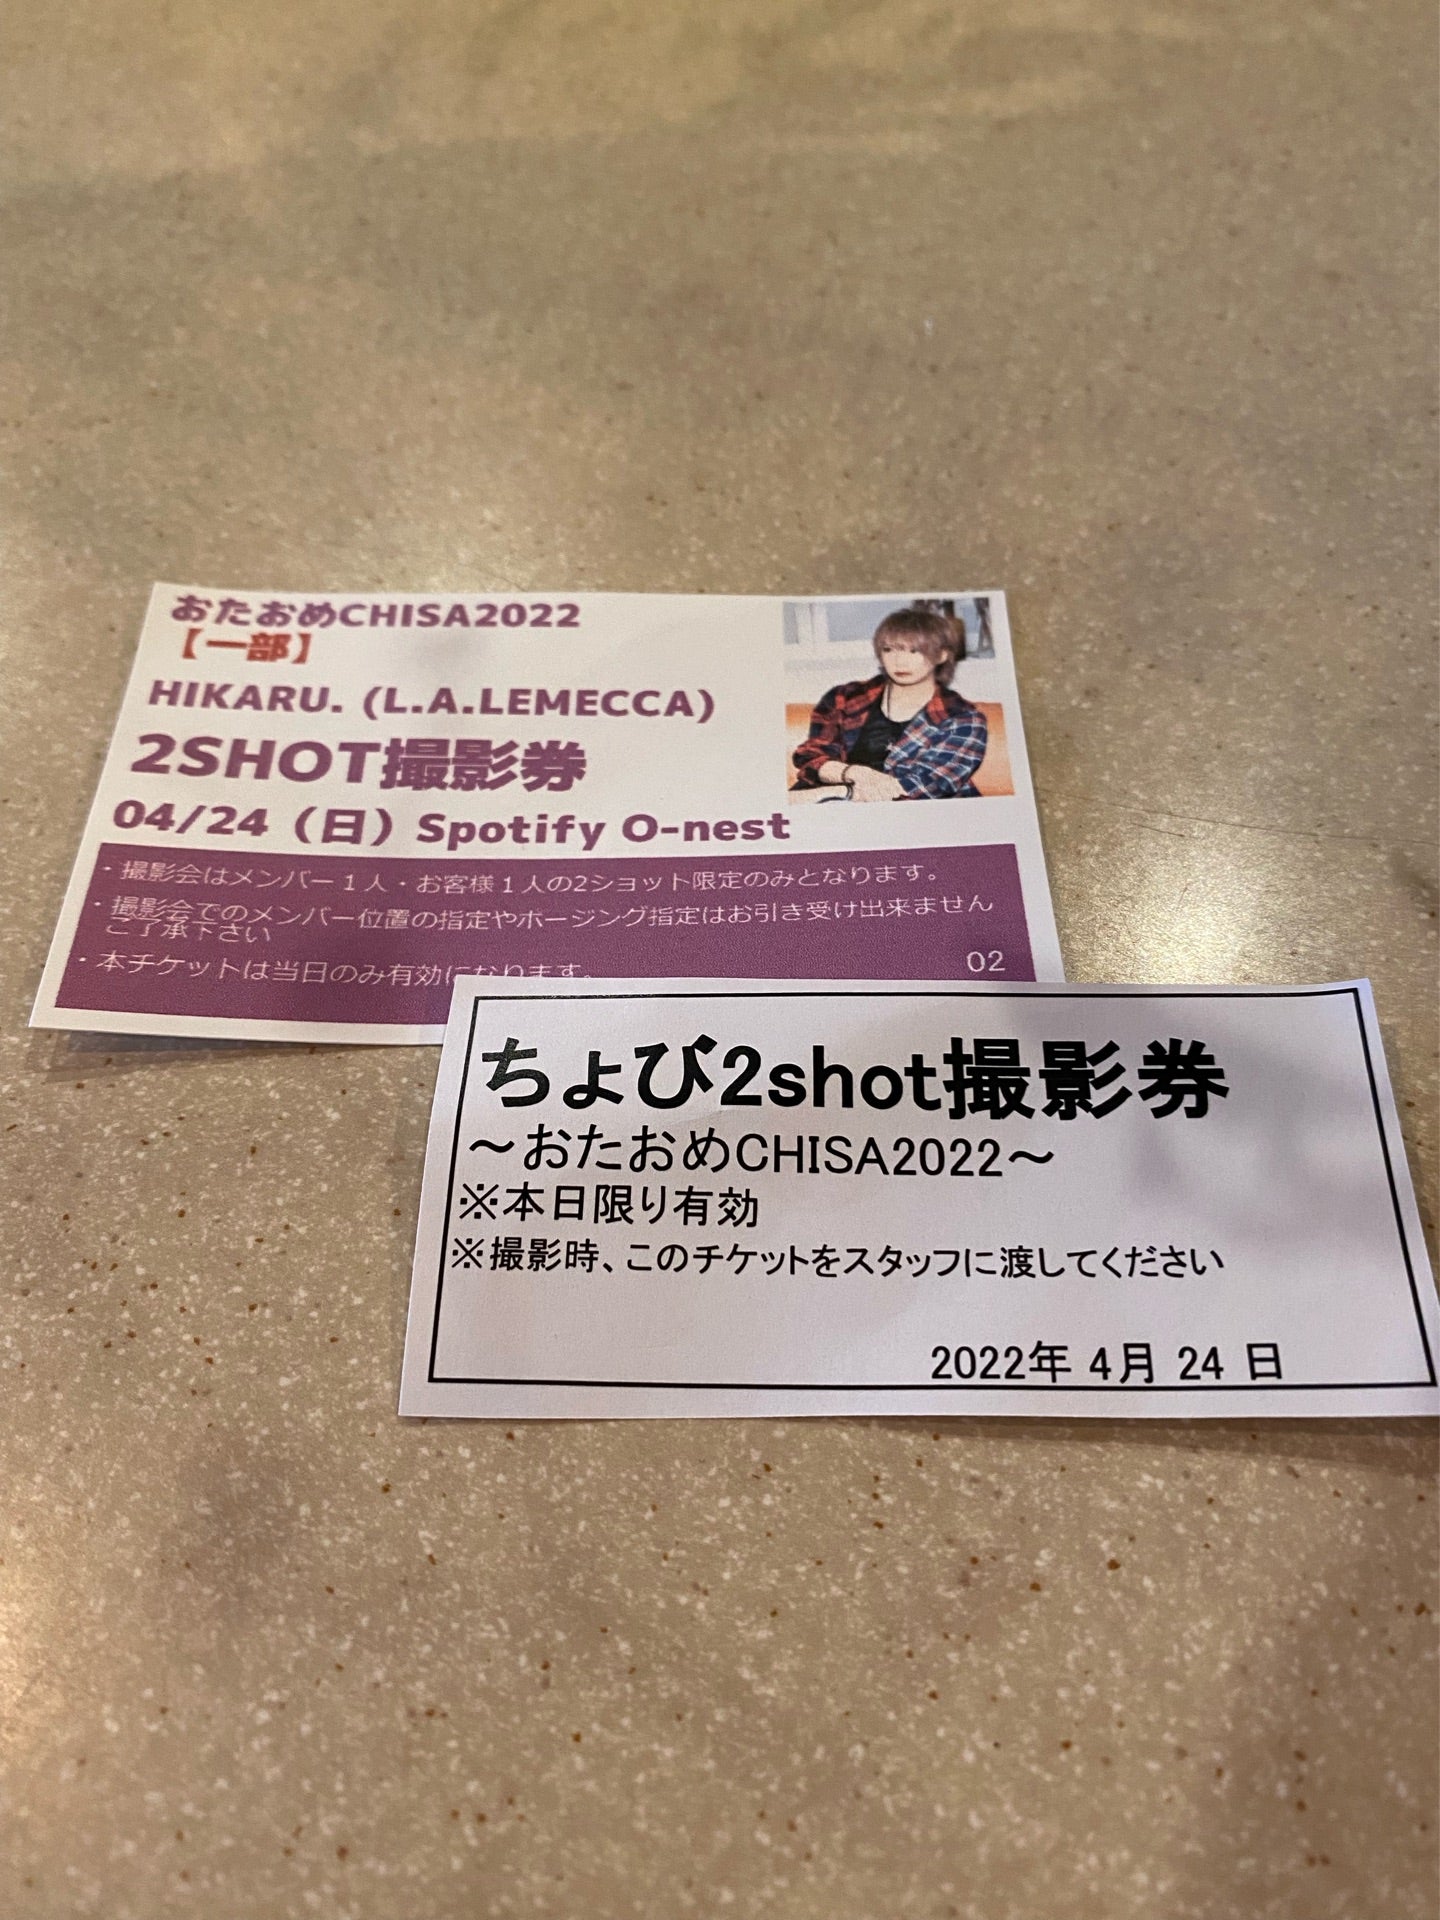 おたおめCHISA2022
【一部】
HIKARU. (L.A.LEMECCA)
2SHOT撮影券
04/24（日）Spotify O-nest
・撮影会はメンバー1人・お客様1人の2ショット限定のみとなります。
・撮影会でのメンバー位置の指定やポージング指定はお引き受け出来ません
ご了承下さい
・本チケットは当日のみ有効になります。
02
ちょび2shot撮影券
～おたおめCHISA2022～
※本日限り有効
※撮影時、このチケットをスタッフに渡してください
2022年 4月 24 日